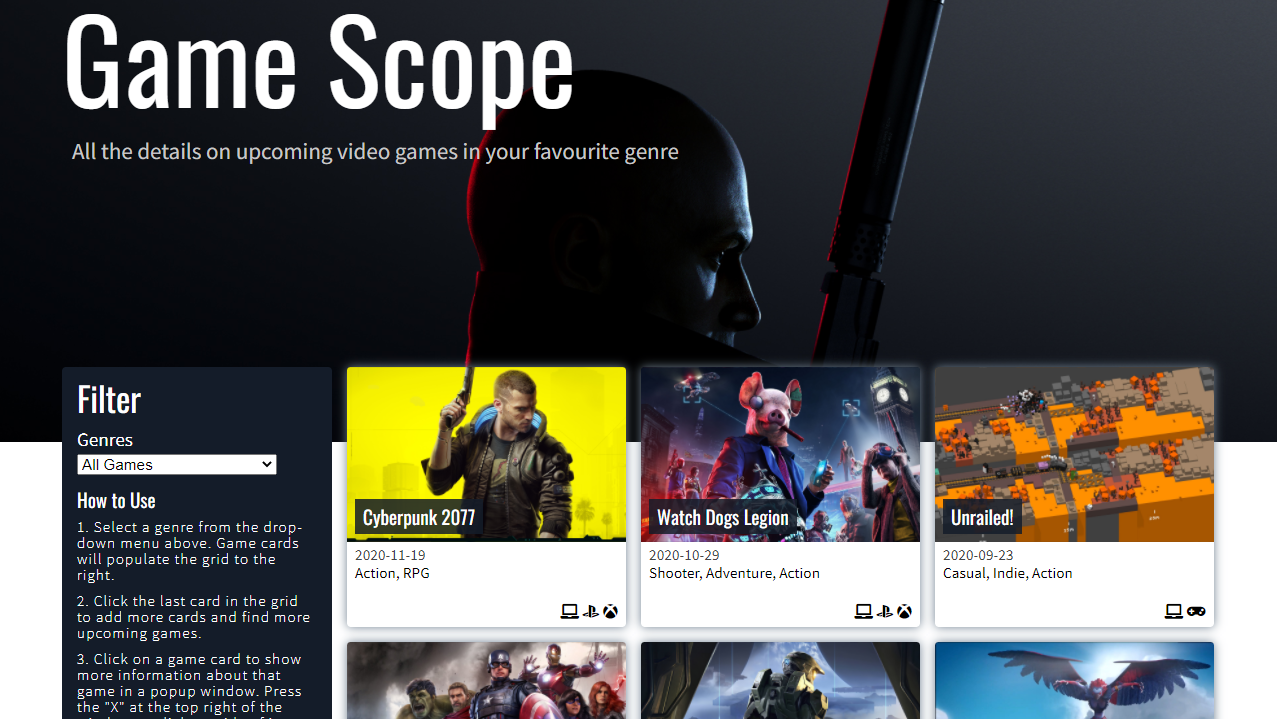 Game Scope
All the details on upcoming video games in your favourite genre
Filter
Genres
All Games
How to Use
1. Select a genre from the drop-
down menu above. Game cards
will populate the grid to the
right.
2. Click the last card in the grid
to add more cards and find more
upcoming games.
3. Click on a game card to show
more information about that
game in a popup window. Press
the "X" at the top right of the
Cyberpunk 2077
2020-11-19
Action, RPG
Watch Dogs Legion
2020-10-29
Shooter, Adventure, Action
Unrailed!
2020-09-23
Casual, Indie, Action